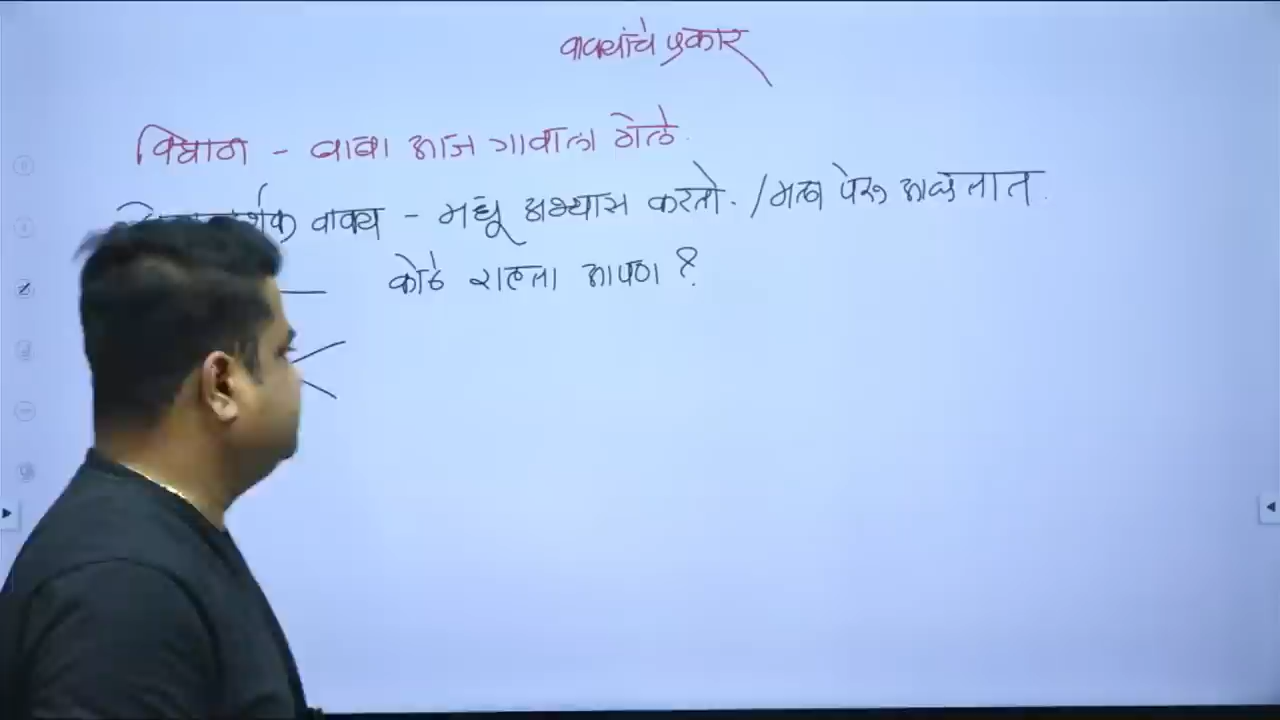 वाक्यांचे प्रकार
विधान - बाबा आज गावाला गेले.
वाक्य - मधू अभ्यास करतो. / मला पेरू आवडतात.
कोठे राहता आपण ?